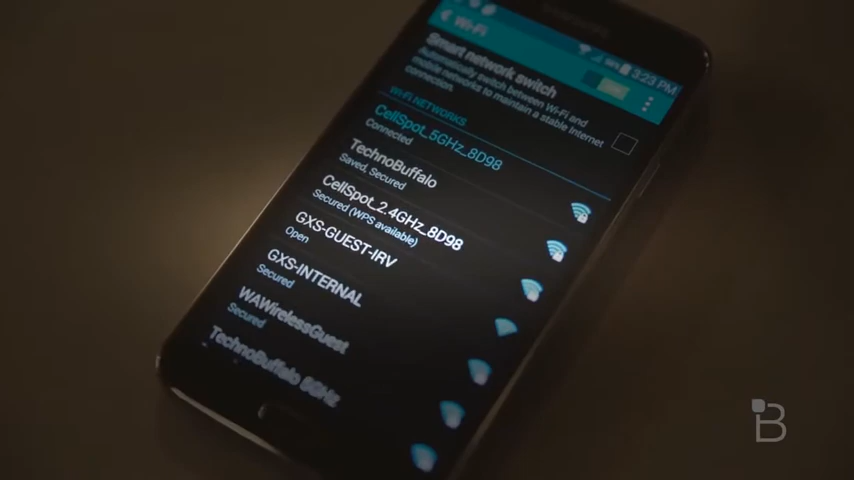 Wi-Fi
3:23 PM
Smart network switch
Automatically switch between Wi-Fi and
mobile networks to maintain a stable Internet
connection.
Wi-Fi NETWORKS
CellSpot_5GHz_8D98
Connected
TechnoBuffalo
Saved, Secured
CellSpot_2.4GHz_8D98
Secured (WPS available)
GXS-GUEST-IRV
Open
GXS-INTERNAL
Secured
WAWirelessGuest
Secured
TechnoBuffalo 5GHz
B